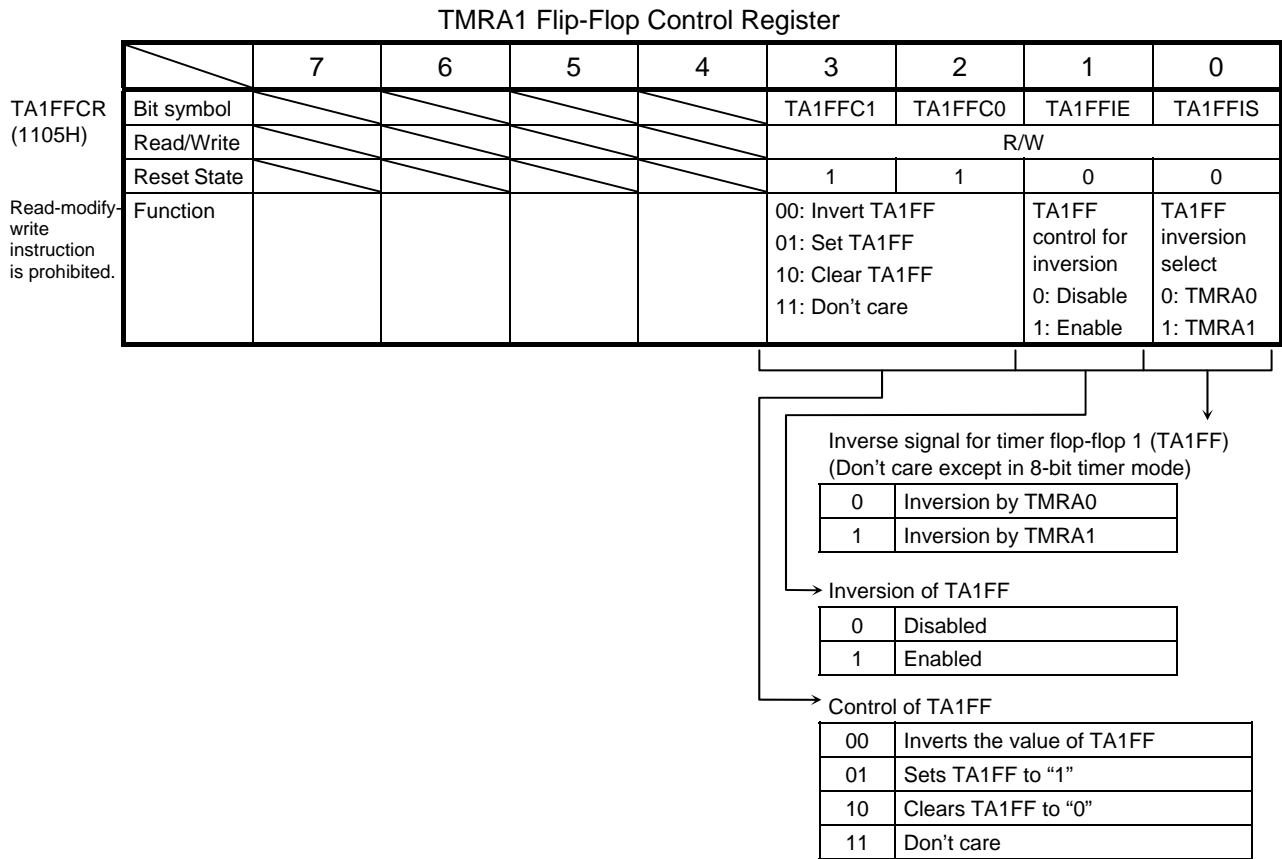 TMRA1 Flip-Flop Control Register
7 6 5 4 3 2 1 0
TA1FFCR
(1105H)
Bit symbol TA1FFC1 TA1FFC0 TA1FFIE TA1FFIS
Read/Write R/W
Reset State 1 1 0 0
Read-modify-
write
instruction
is prohibited.
Function
00: Invert TA1FF
01: Set TA1FF
10: Clear TA1FF
11: Don't care
TA1FF
control for
inversion
0: Disable
1: Enable
TA1FF
inversion
select
0: TMRA0
1: TMRA1
Inverse signal for timer flop-flop 1 (TA1FF)
(Don't care except in 8-bit timer mode)
0 Inversion by TMRA0
1 Inversion by TMRA1
Inversion of TA1FF
0 Disabled
1 Enabled
Control of TA1FF
00 Inverts the value of TA1FF
01 Sets TA1FF to “1”
10 Clears TA1FF to “0”
11 Don't care